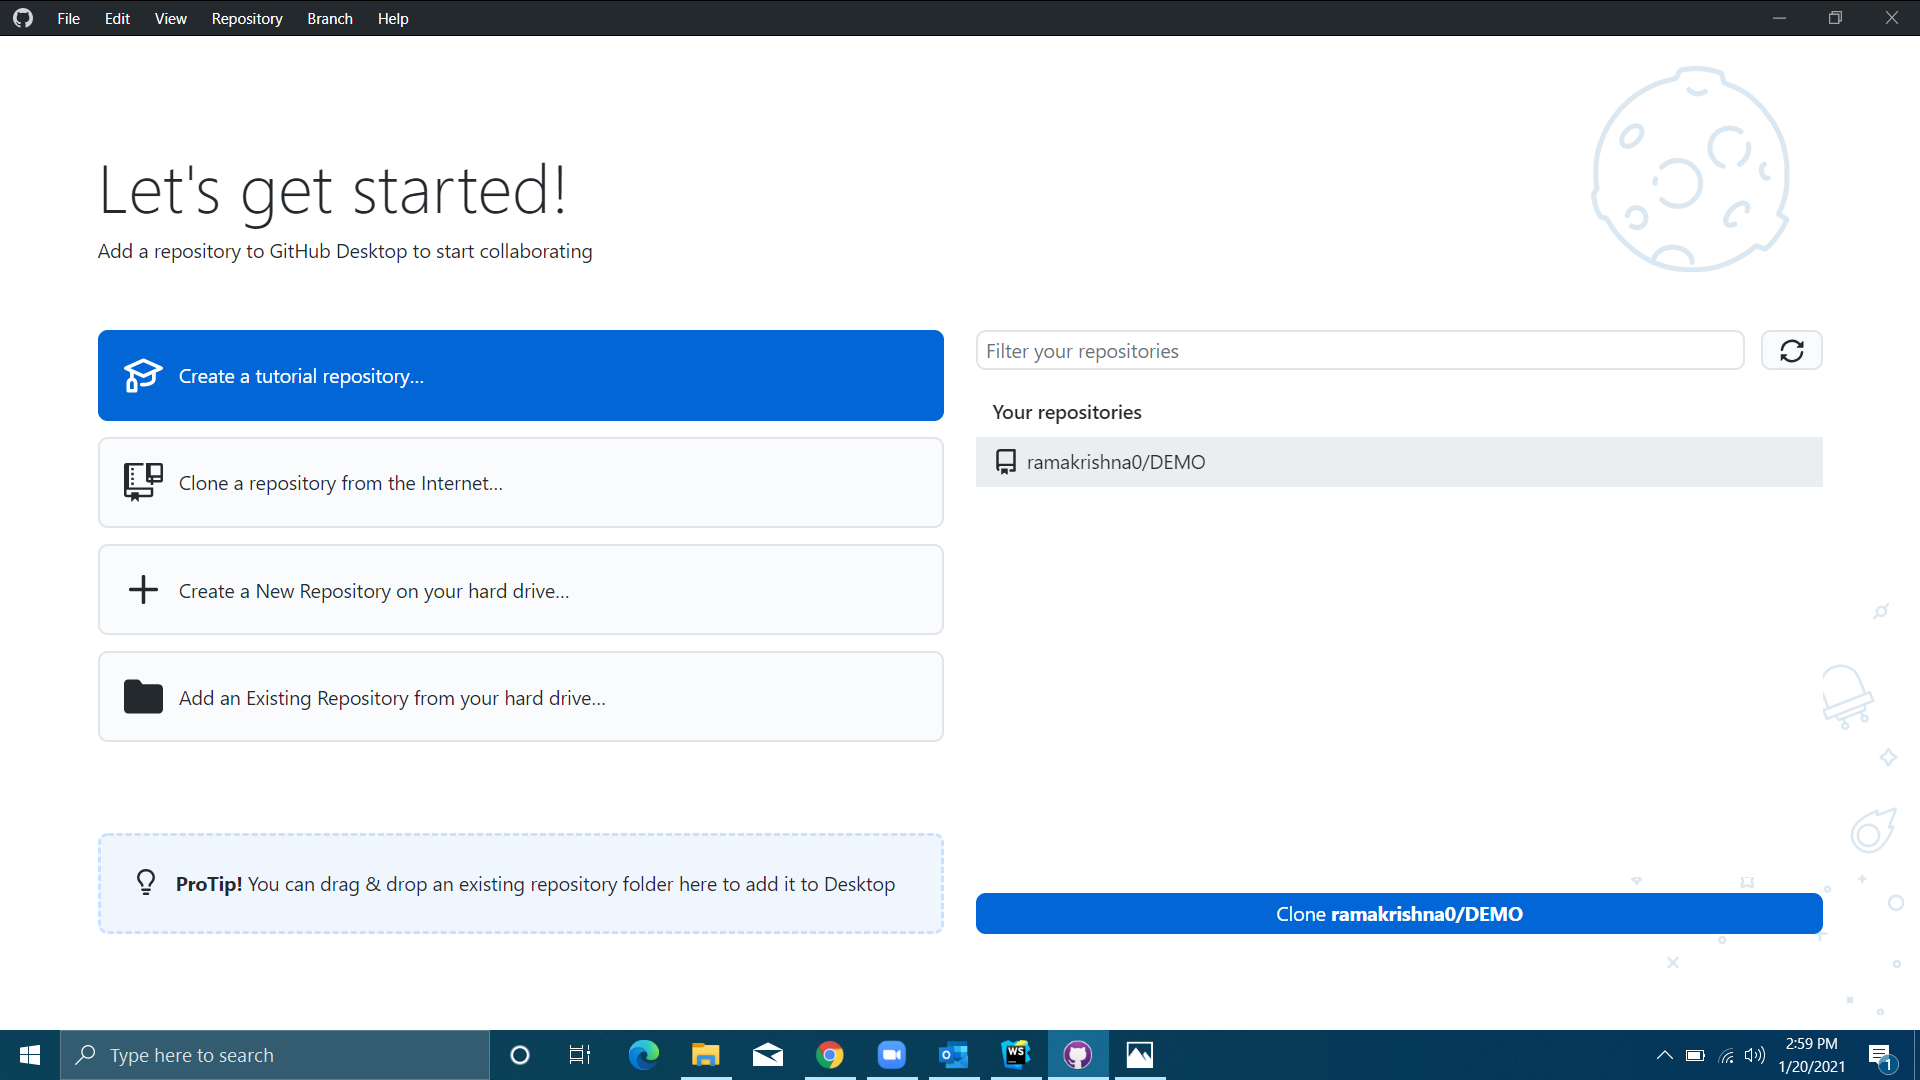 File Edit View Repository Branch Help
Let's get started!
Add a repository to GitHub Desktop to start collaborating
Create a tutorial repository...
Clone a repository from the Internet...
Create a New Repository on your hard drive...
Add an Existing Repository from your hard drive...
ProTip! You can drag & drop an existing repository folder here to add it to Desktop
Filter your repositories
Your repositories
ramakrishna0/DEMO
Clone ramakrishna0/DEMO
Type here to search
WS
2:59 PM
1/20/2021
1